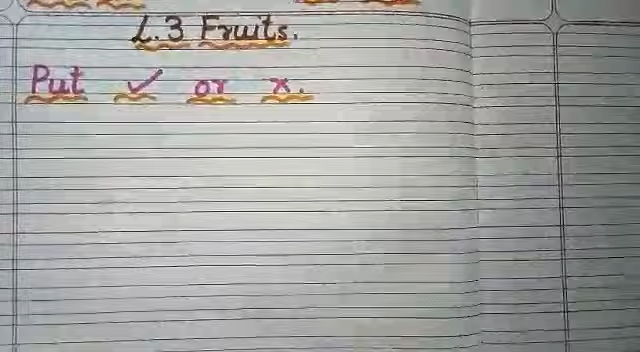 L.3 Fruits.
Put ✓ or x.